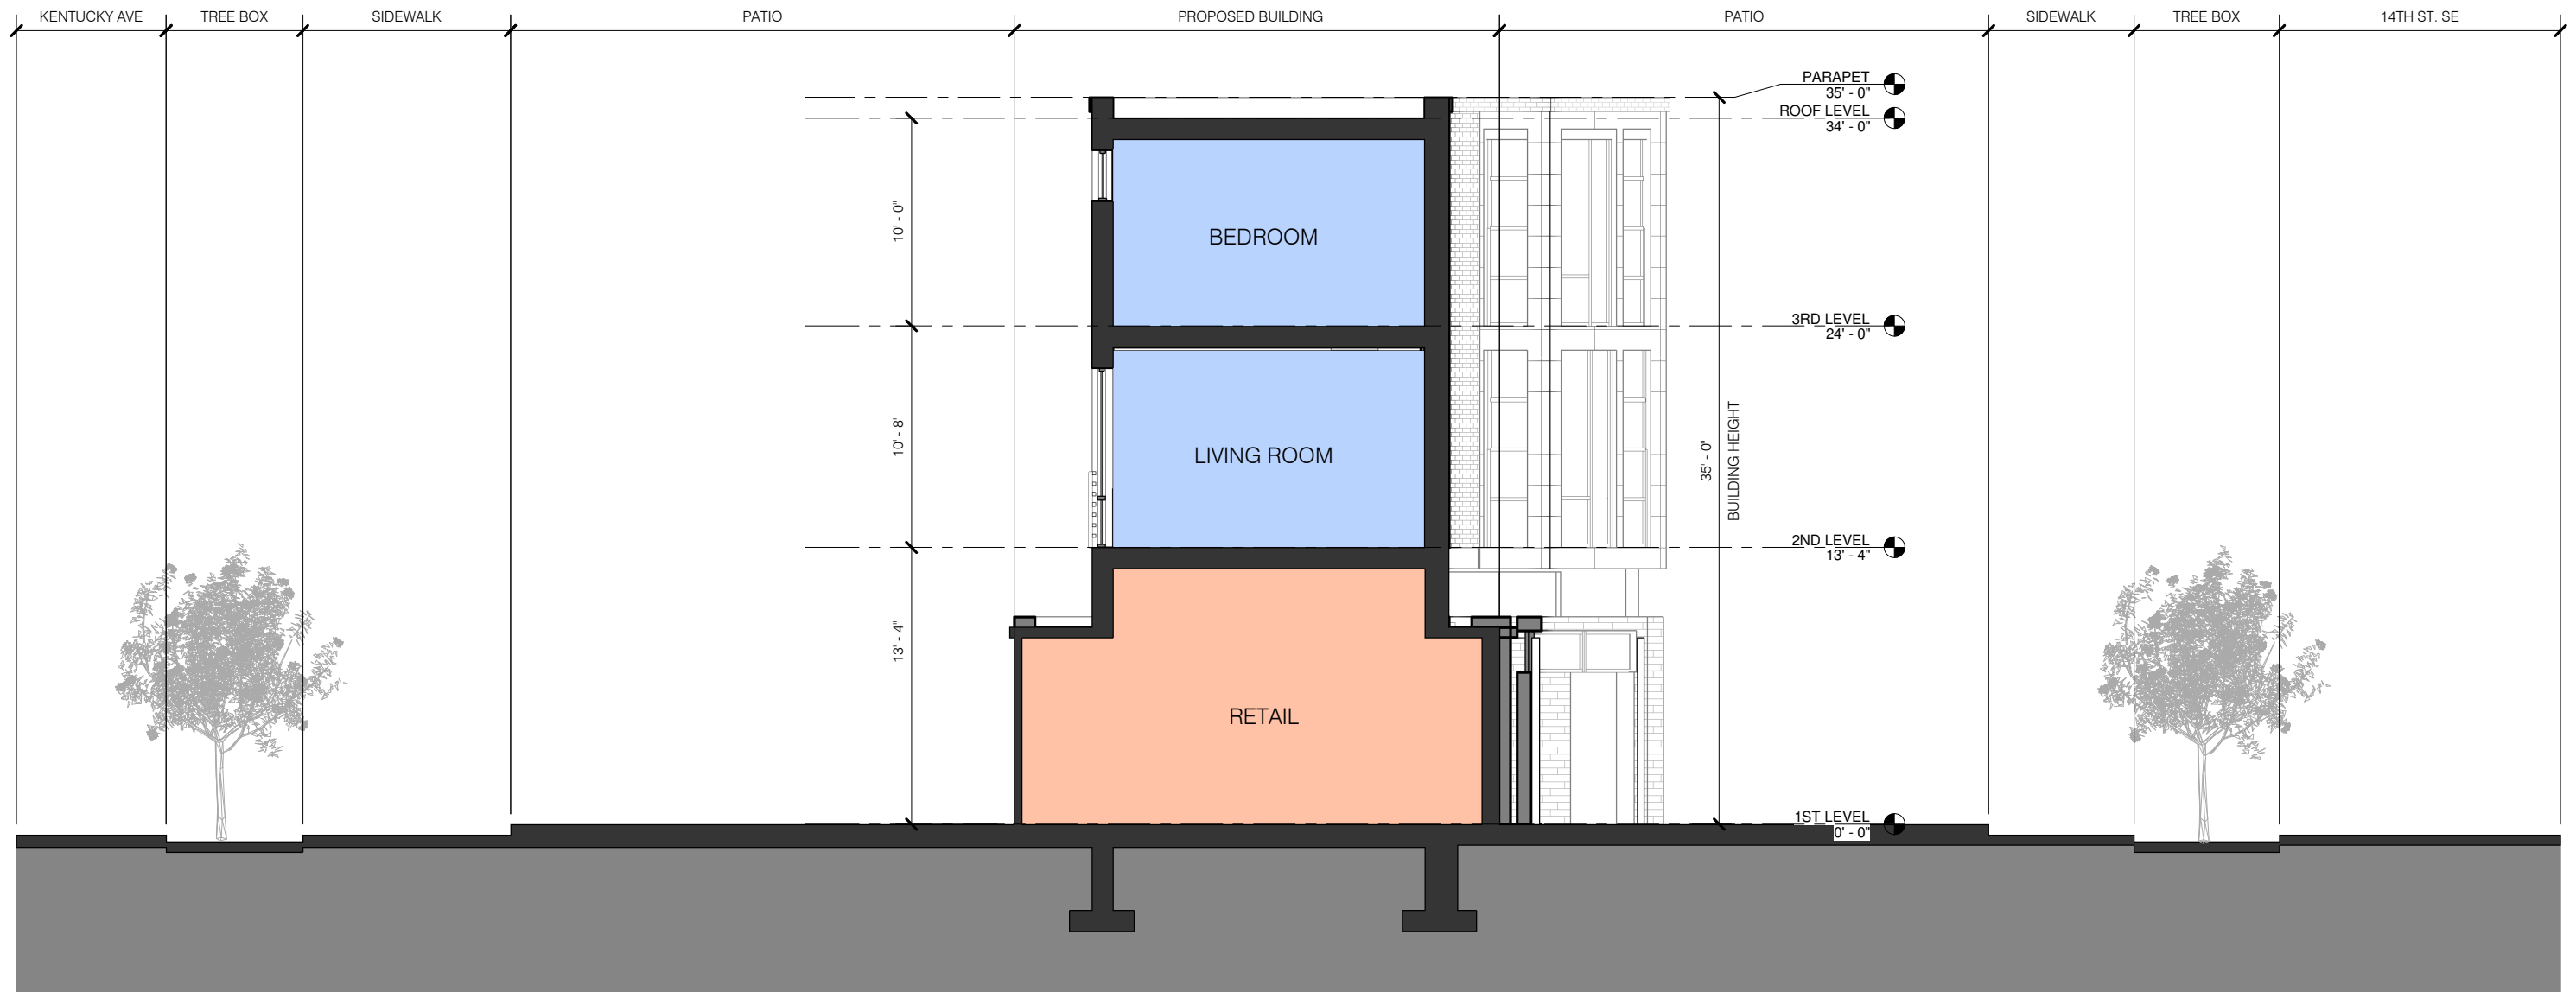 KENTUCKY AVE
TREE BOX
SIDEWALK
PATIO
PROPOSED BUILDING
PATIO
SIDEWALK
TREE BOX
14TH ST. SE
PARAPET
35' - 0"
ROOF LEVEL
34' - 0"
10' - 0"
BEDROOM
3RD LEVEL
24' - 0"
10' - 8"
LIVING ROOM
35' - 0"
BUILDING HEIGHT
2ND LEVEL
13' - 4"
13' - 4"
RETAIL
1ST LEVEL
0' - 0"